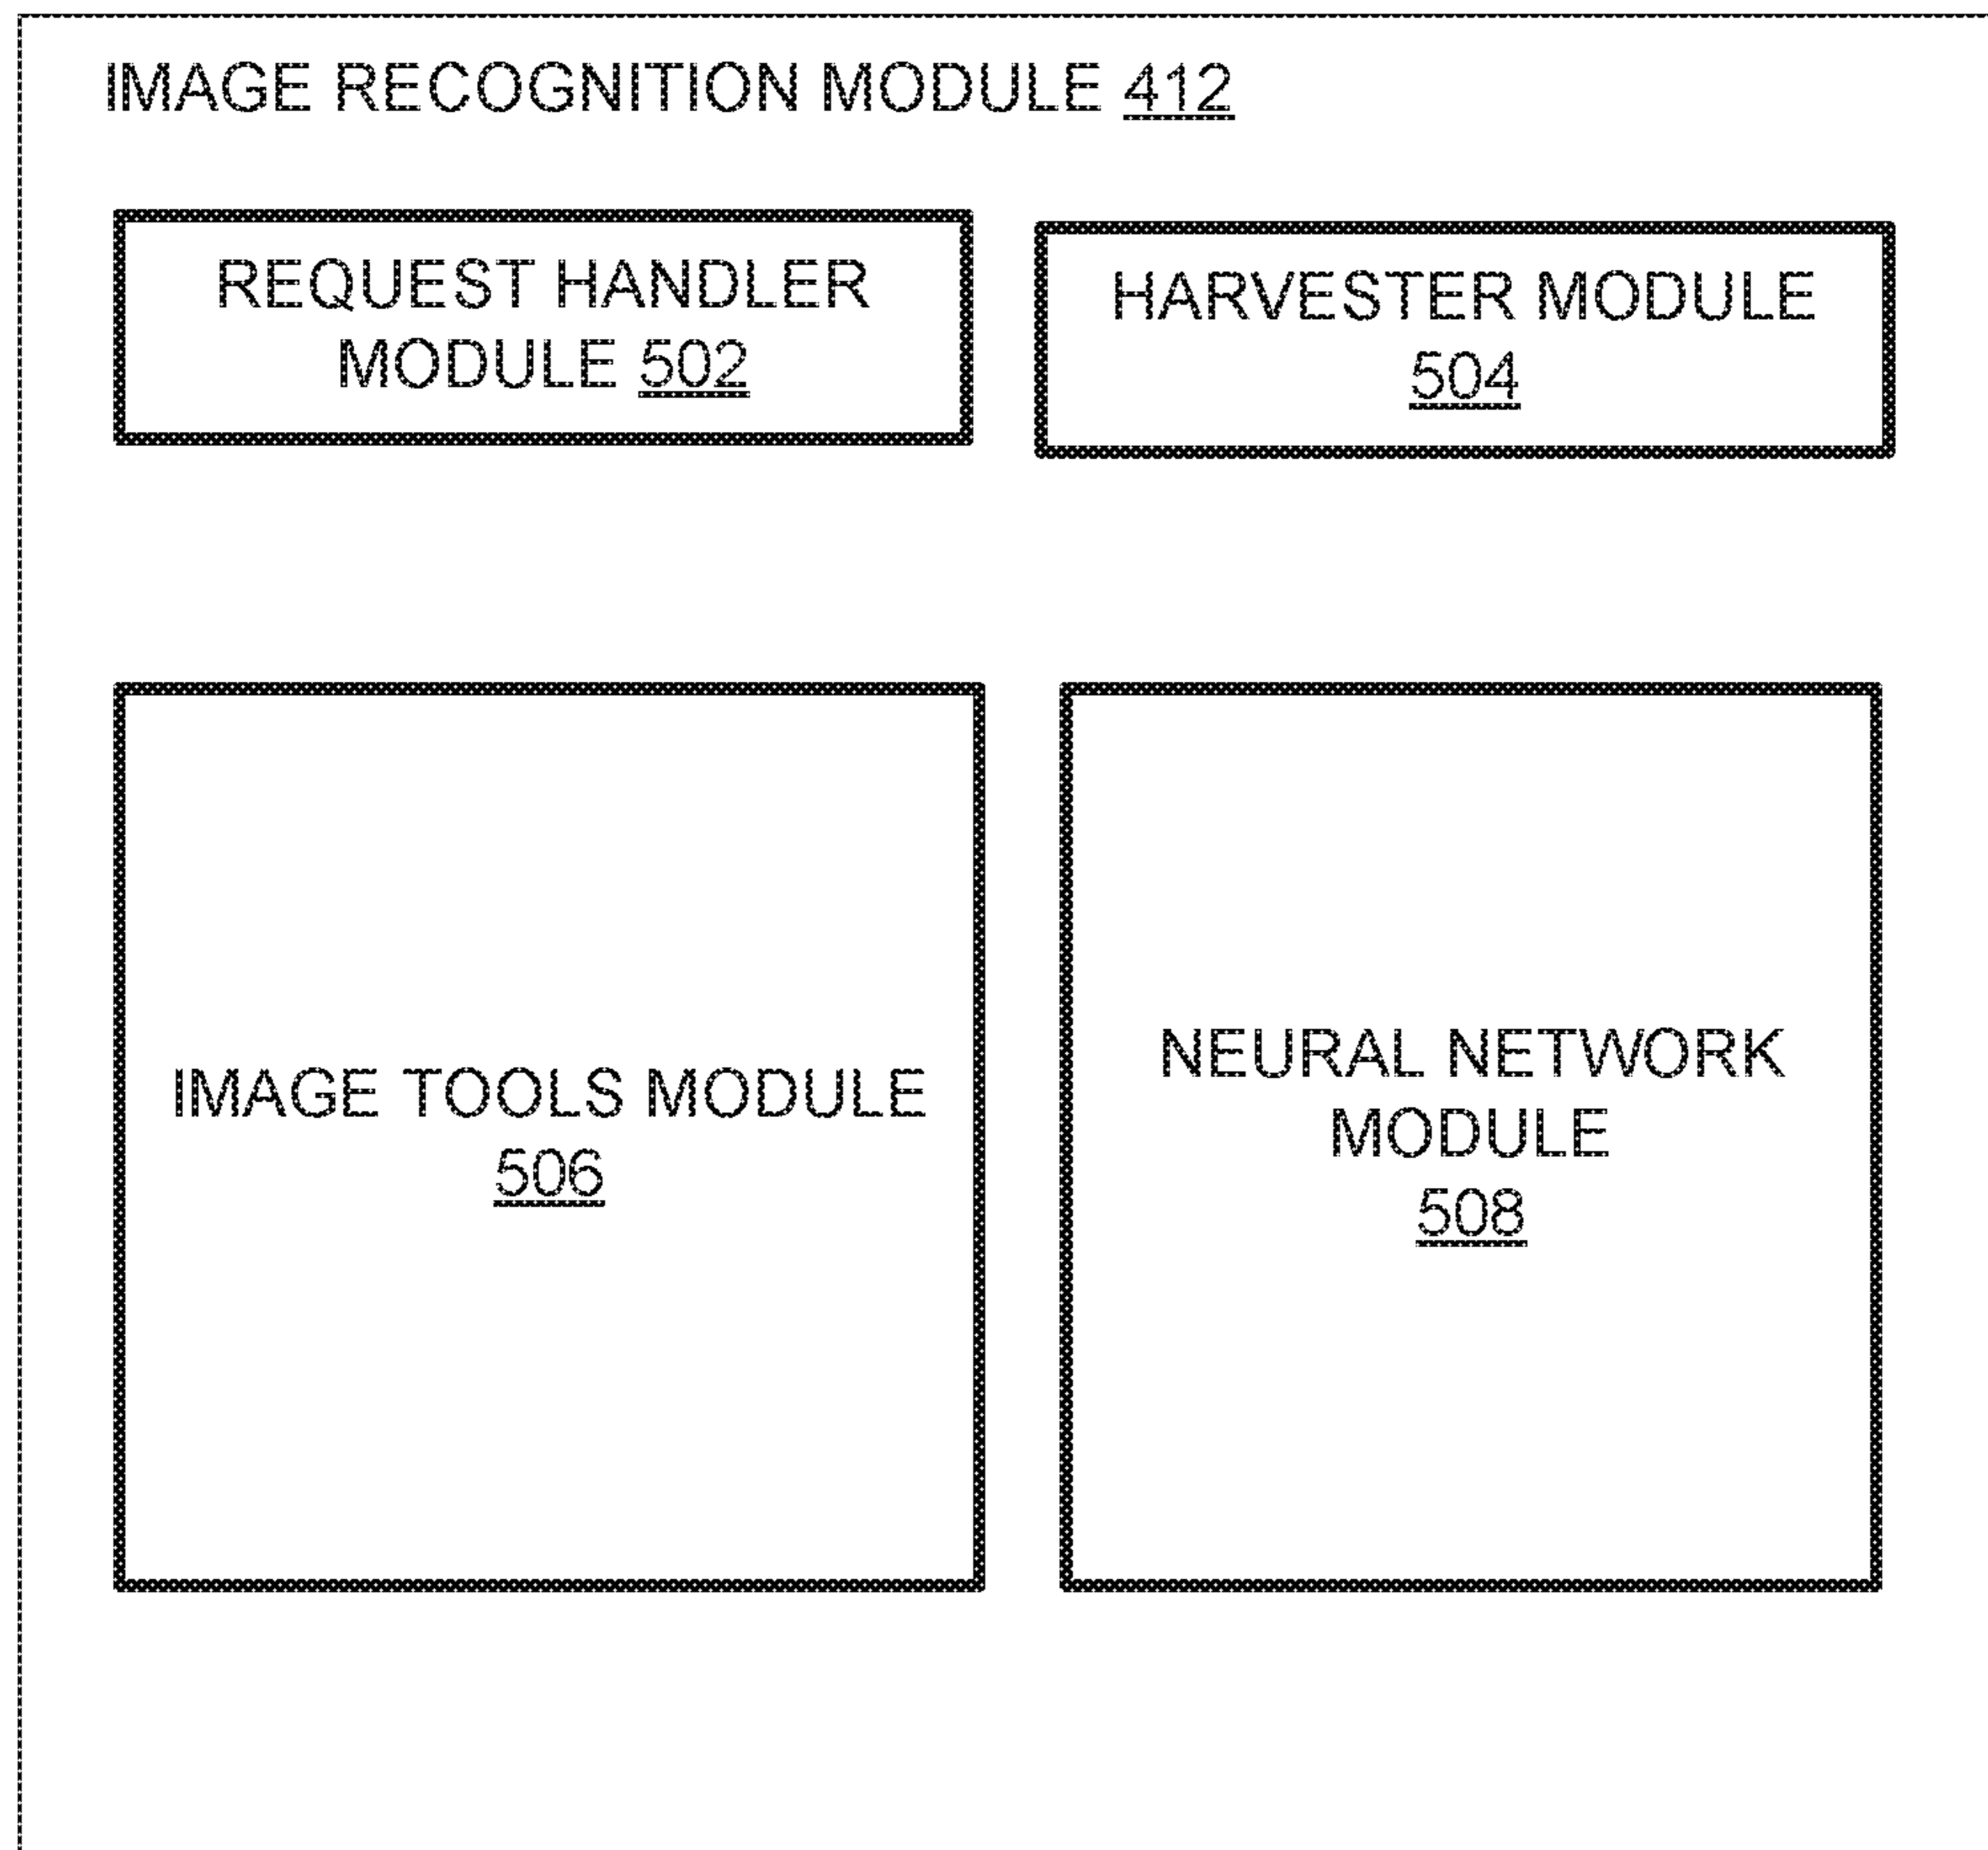 IMAGE RECOGNITION MODULE 412
REQUEST HANDLER
MODULE 502
HARVESTER MODULE
504
IMAGE TOOLS MODULE
506
NEURAL NETWORK
MODULE
508